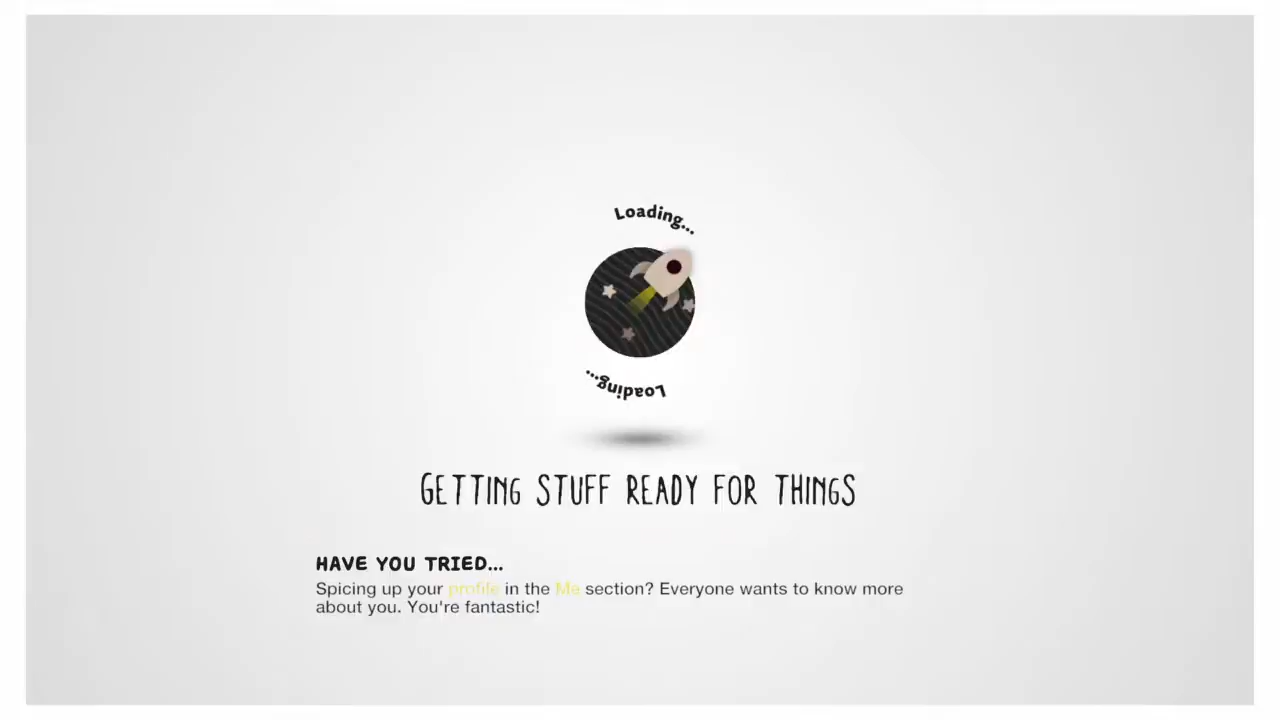 Loading...
Loading...
GETTING STUFF READY FOR THINGS
HAVE YOU TRIED...
Spicing up your profile in the Me section? Everyone wants to know more
about you. You're fantastic!